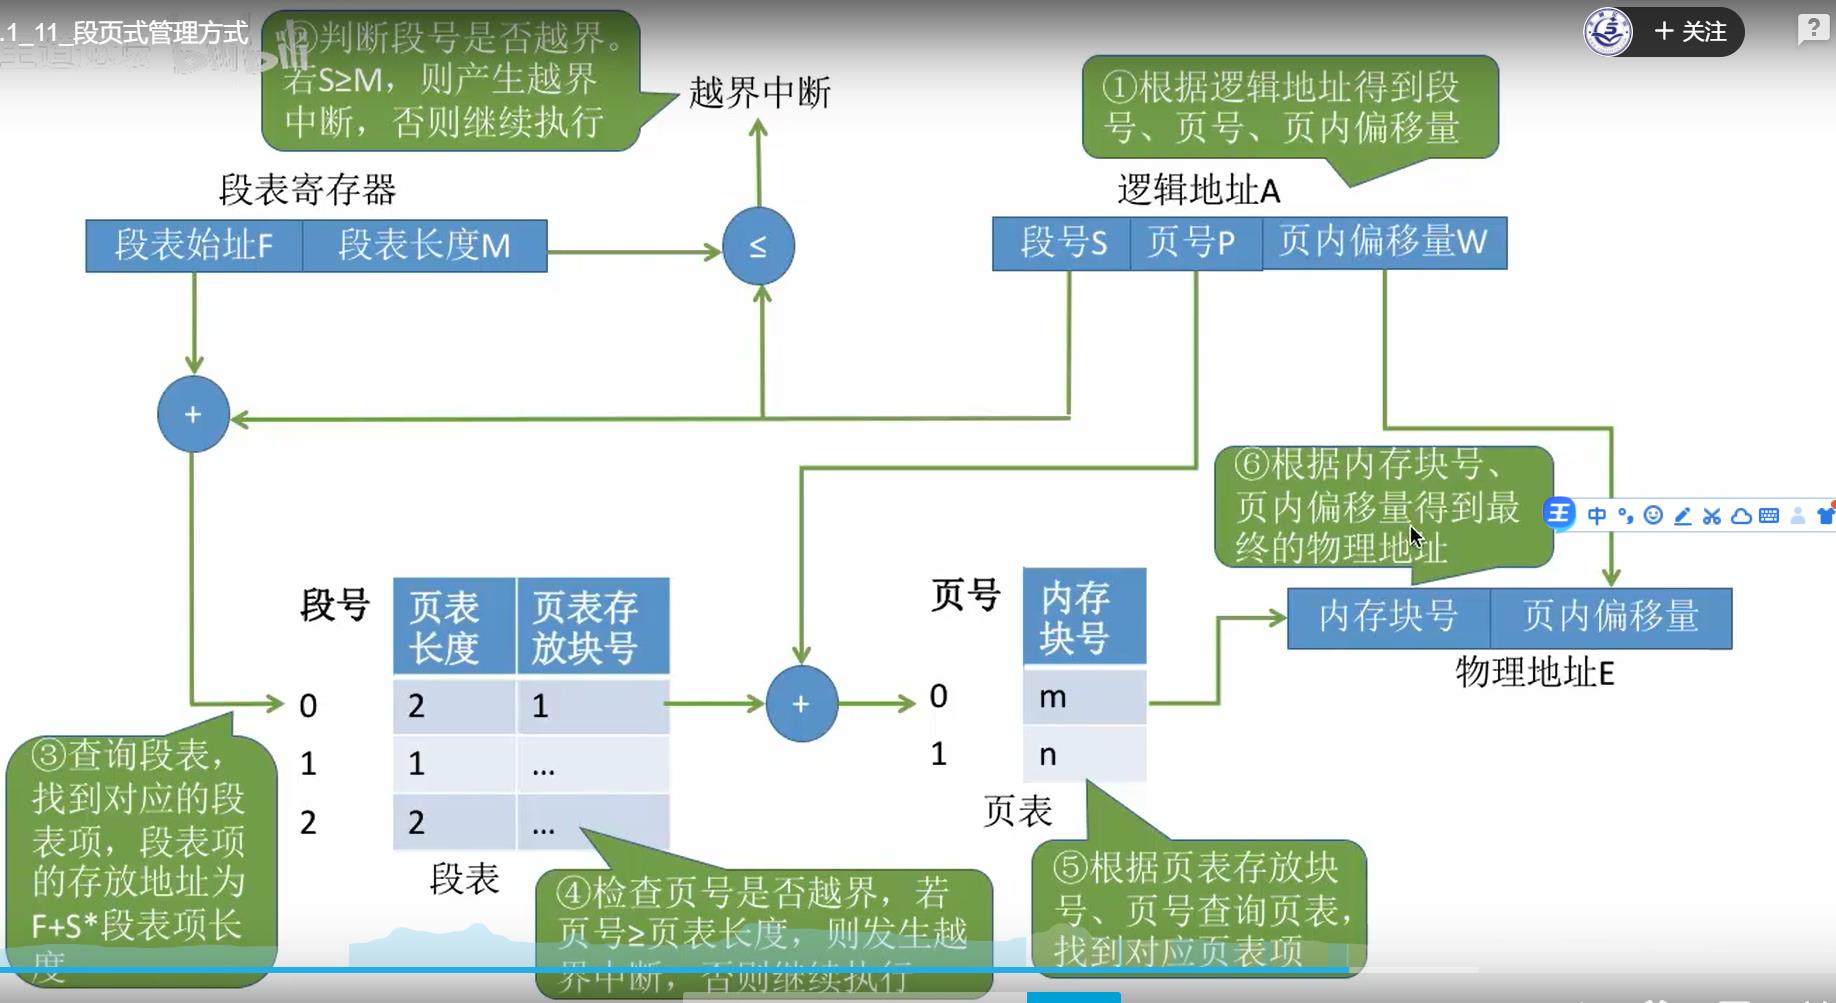 .1_11_段页式管理方式
关注
?
②判断段号是否越界。
若S≥M，则产生越界
中断，否则继续执行
越界中断
①根据逻辑地址得到段
号、页号、页内偏移量
段表寄存器
逻辑地址A
段表始址F 段表长度M
≤
段号S 页号P 页内偏移量W
+
⑥根据内存块号、
页内偏移量得到最
终的物理地址
王 中
段号
页表
长度
页表存
放块号
页号
内存
块号
内存块号 页内偏移量
物理地址E
0 2 1
+
0 m
1 1 ...
1 n
2 2 ...
段表
页表
③查询段表，
找到对应的段
表项，段表项
的存放地址为
F+S*段表项长
度
④检查页号是否越界，若
页号≥页表长度，则发生越
界中断，否则继续执行
⑤根据页表存放块
号、页号查询页表，
找到对应页表项